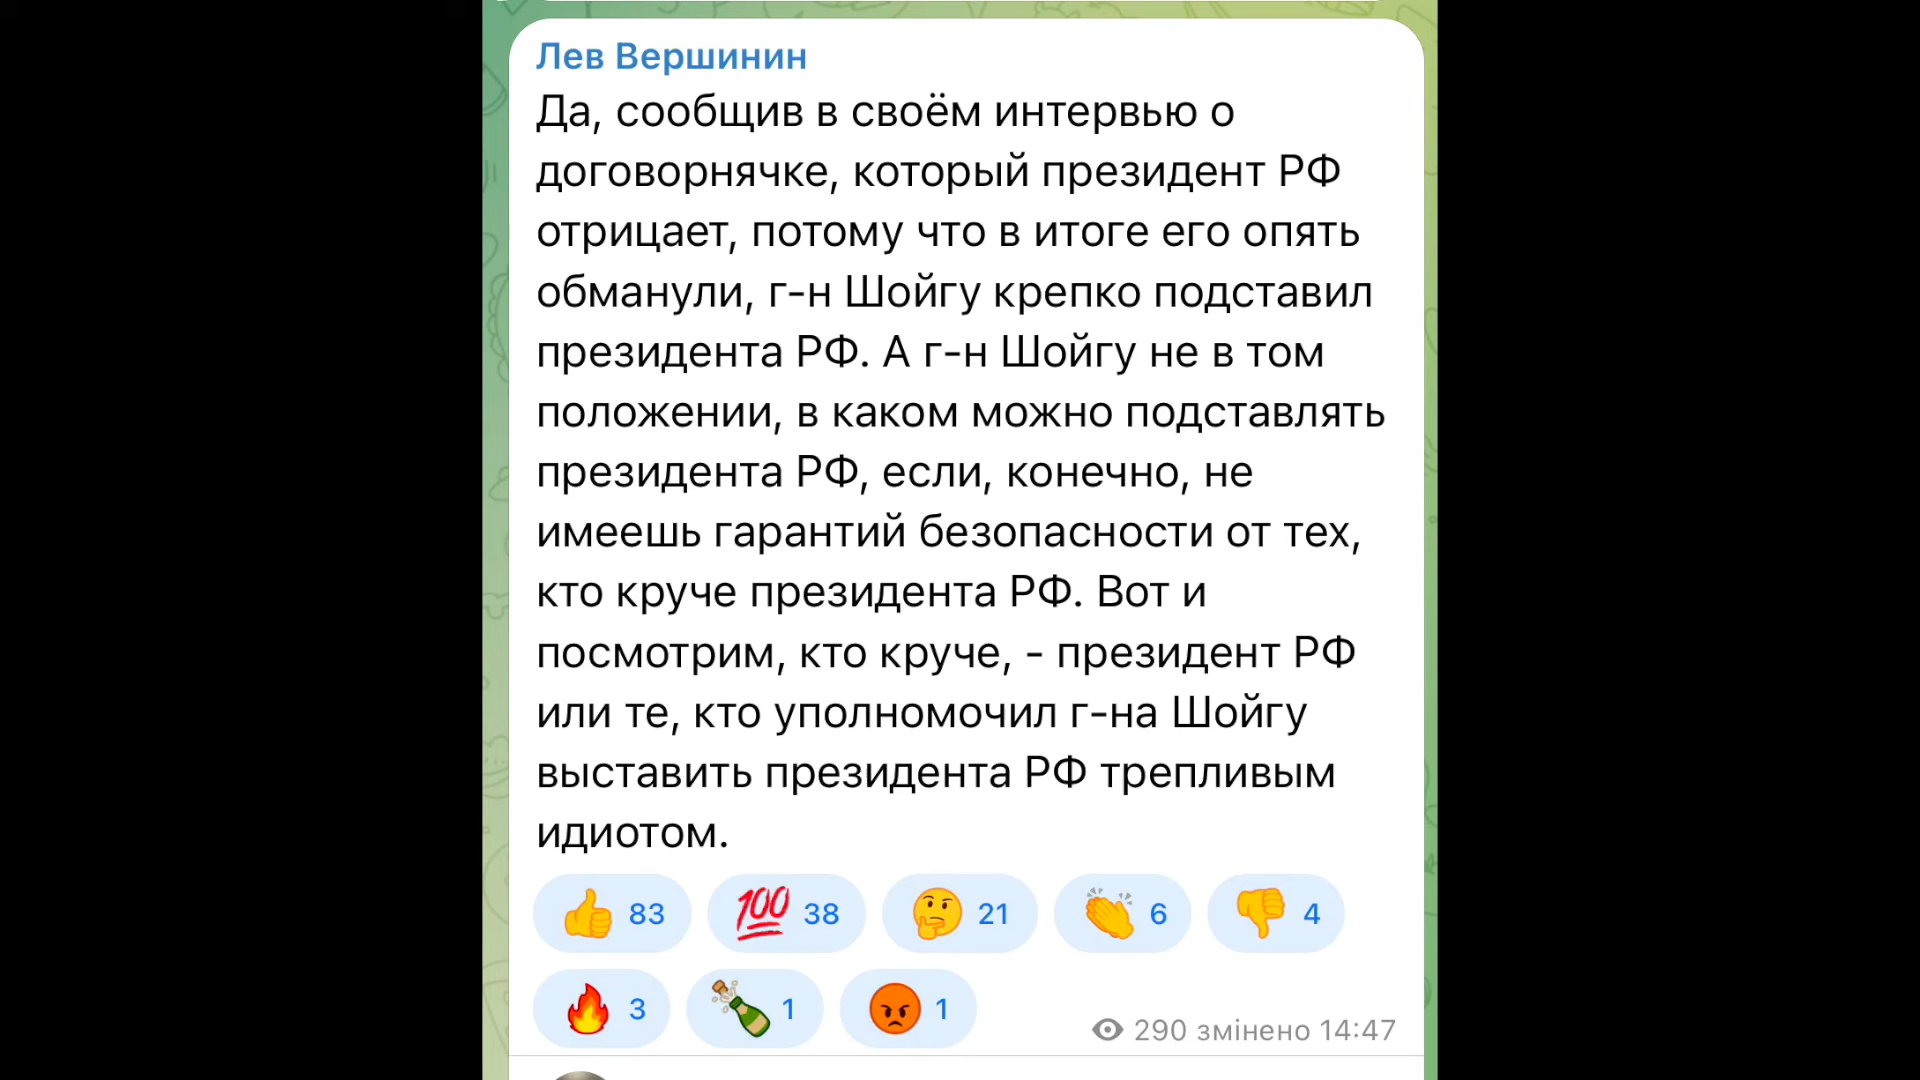 Лев Вершинин
Да, сообщив в своём интервью о
договорнячке, который президент РФ
отрицает, потому что в итоге его опять
обманули, г-н Шойгу крепко подставил
президента РФ. А г-н Шойгу не в том
положении, в каком можно подставлять
президента РФ, если, конечно, не
имеешь гарантий безопасности от тех,
кто круче президента РФ. Вот и
посмотрим, кто круче, - президент РФ
или те, кто уполномочил г-на Шойгу
выставить президента РФ трепливым
идиотом.
👍 83 💯 38 🤔 21 👏 6 👎 4
🔥 3 🍾 1 😡 1
290 змінено 14:47